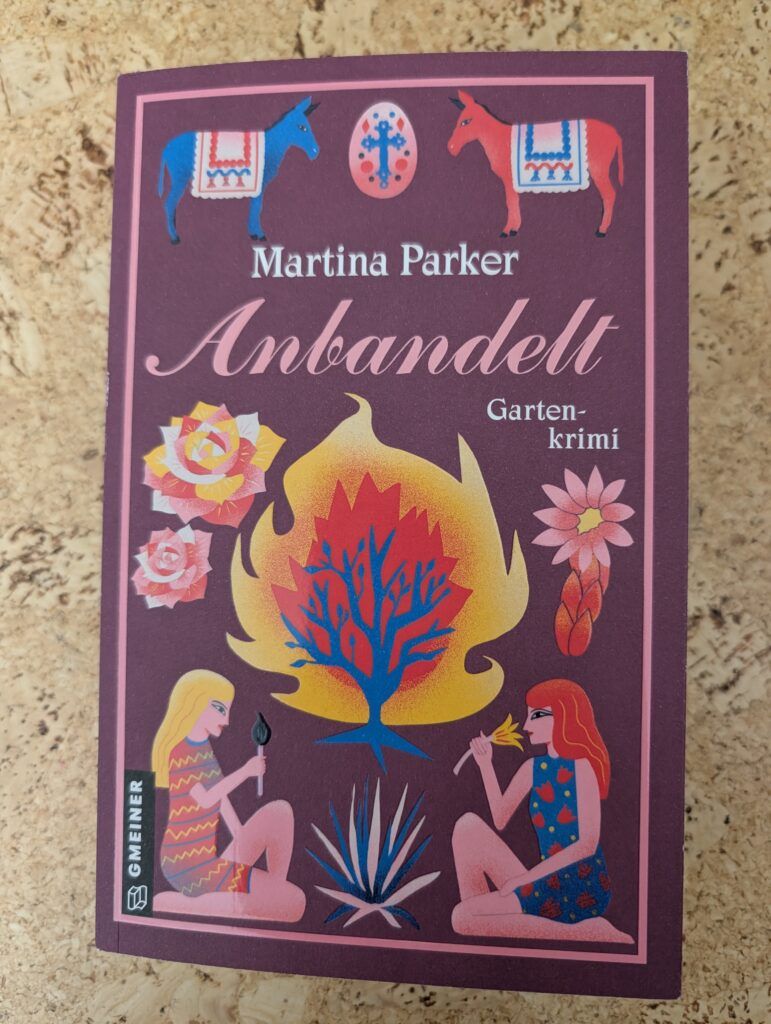 Martina Parker
Anbandelt
Garten-
krimi
GMEINER